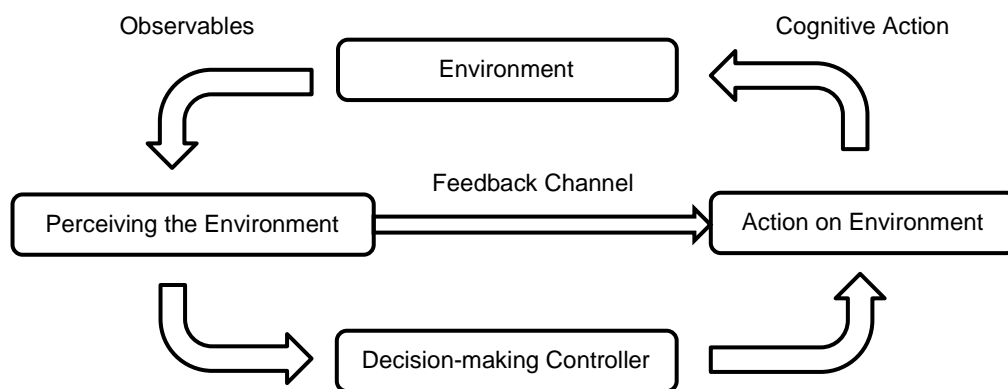 Observables
Cognitive Action
Environment
Feedback Channel
Perceiving the Environment
Action on Environment
Decision-making Controller